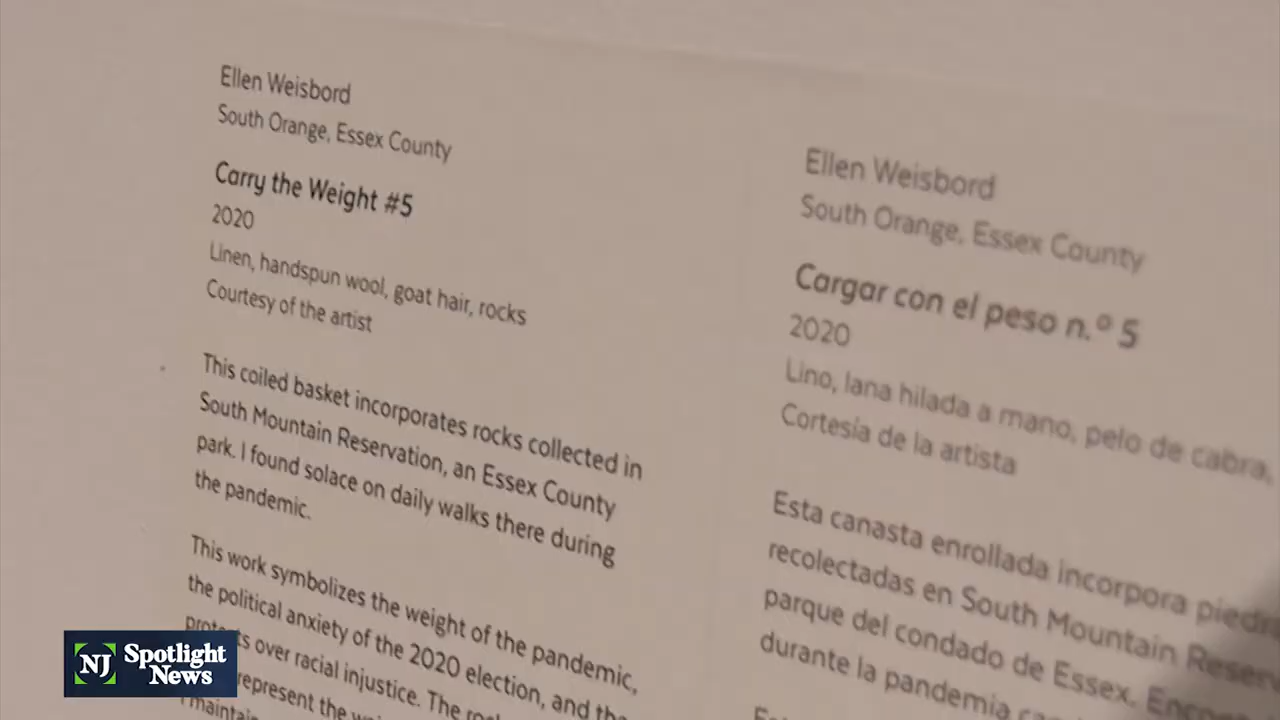 Ellen Weisbord
South Orange, Essex County
Carry the Weight #5
2020
Linen, handspun wool, goat hair, rocks
Courtesy of the artist
This coiled basket incorporates rocks collected in
South Mountain Reservation, an Essex County
park. I found solace on daily walks there during
the pandemic.
This work symbolizes the weight of the pandemic,
the political anxiety of the 2020 election, and the
over racial injustice. The
represent the
Ellen Weisbord
South Orange, Essex County
Cargar con el peso n.º 5
2020
Lino, lana hilada a mano, pelo de cabra,
Cortesía de la artista
Esta canasta enrollada incorpora
recolectadas en South Mountain
parque del condado de Essex.
durante la pandemia
NJ Spotlight
News